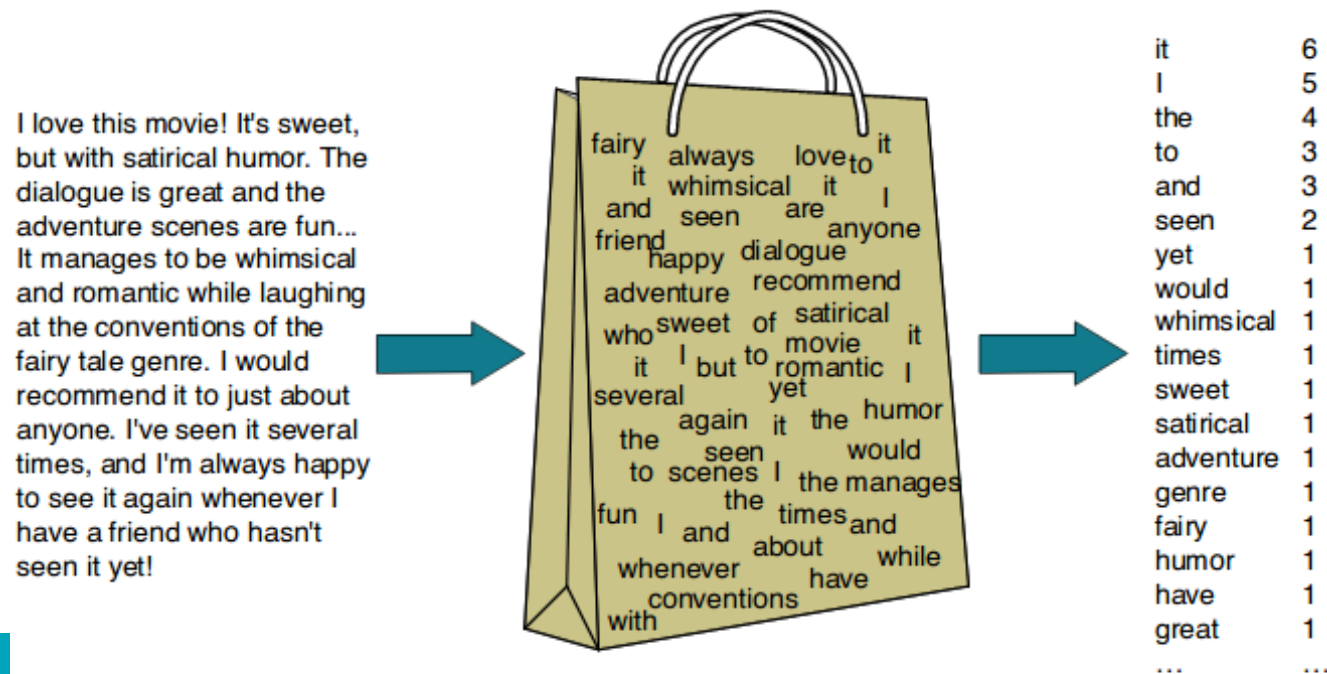 I love this movie! It's sweet,
but with satirical humor. The
dialogue is great and the
adventure scenes are fun...
It manages to be whimsical
and romantic while laughing
at the conventions of the
fairy tale genre. I would
recommend it to just about
anyone. I've seen it several
times, and I'm always happy
to see it again whenever I
have a friend who hasn't
seen it yet!
fairy always love to it
it whimsical it I
and seen are anyone
friend happy dialogue
adventure recommend
who sweet of satirical
it I but to movie it
romantic I
several yet
again it the humor
the seen would
to scenes I the manages
fun I and the times and
about while
whenever have
conventions
with
it 6
I 5
the 4
to 3
and 3
seen 2
yet 1
would 1
whimsical 1
times 1
sweet 1
satirical 1
adventure 1
genre 1
fairy 1
humor 1
have 1
great 1
... ...